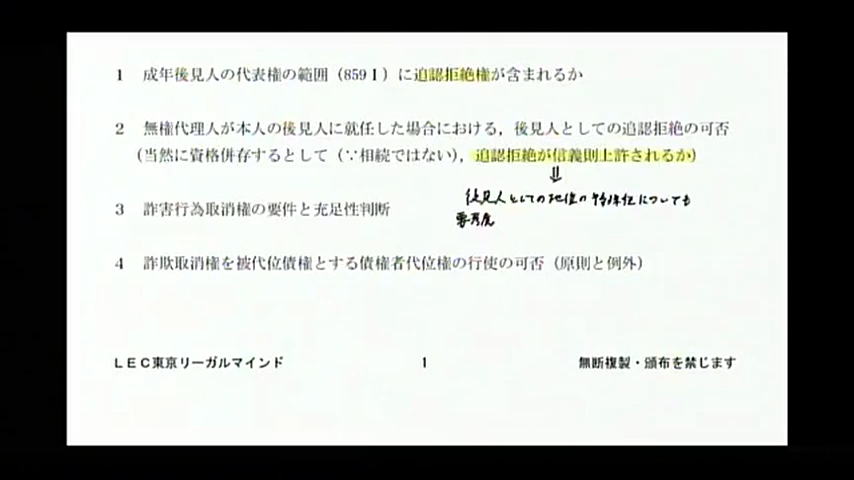 1　成年後見人の代表権の範囲（859Ⅰ）に追認拒絶権が含まれるか
2　無権代理人が本人の後見人に就任した場合における，後見人としての追認拒絶の可否
（当然に資格併存するとして（∵相続ではない），追認拒絶が信義則上許されるか）
⇓
後見人としての地位の特殊性についても
要考慮
3　詐害行為取消権の要件と充足性判断
4　詐欺取消権を被代位債権とする債権者代位権の行使の可否（原則と例外）
ＬＥＣ東京リーガルマインド　1　無断複製・頒布を禁じます